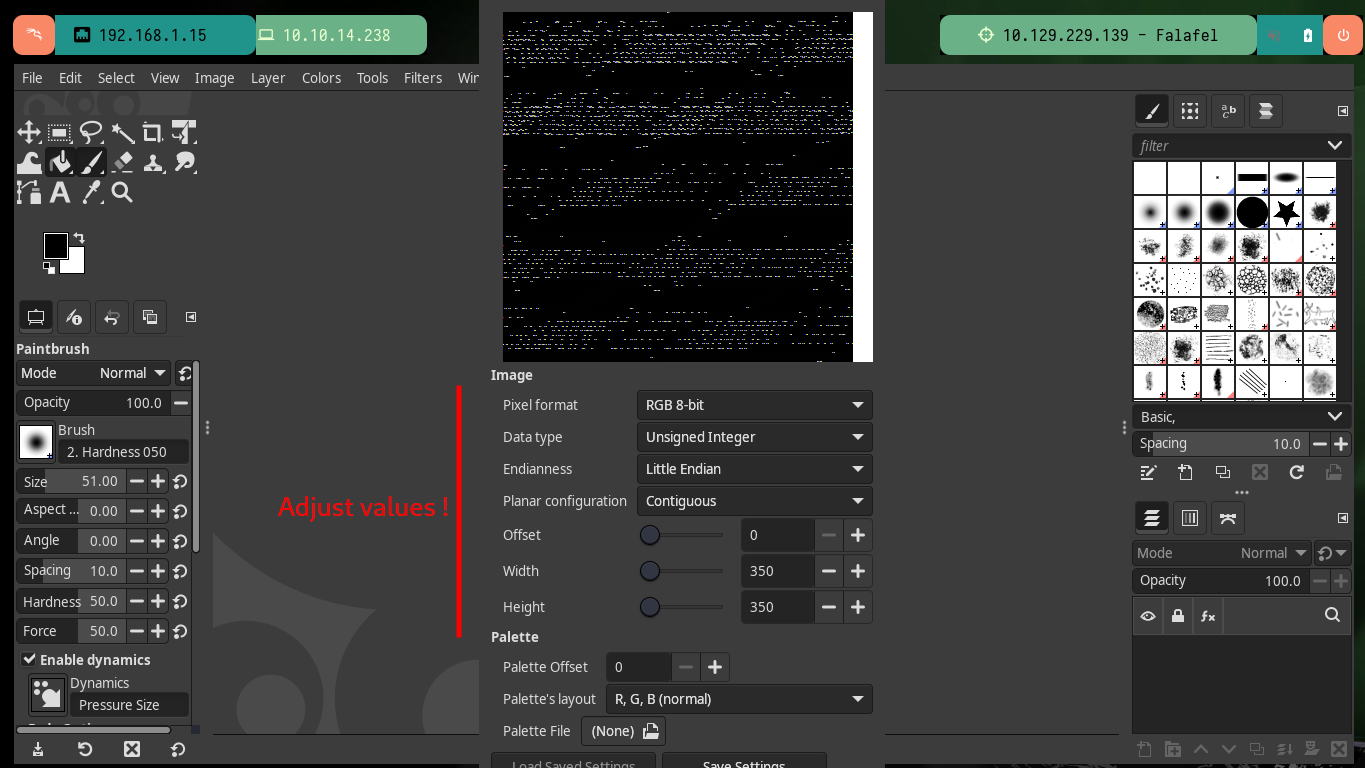 192.168.1.15
10.10.14.238
10.129.229.139 - Falafel
File Edit Select View Image Layer Colors Tools Filters
Paintbrush
Mode Normal
Opacity 100.0
Brush
2. Hardness 050
Size 51.00
Aspect ... 0.00
Angle 0.00
Spacing 10.0
Hardness 50.0
Force 50.0
Enable dynamics
Dynamics
Pressure Size
Adjust values !
Image
Pixel format RGB 8-bit
Data type Unsigned Integer
Endianness Little Endian
Planar configuration Contiguous
Offset 0
Width 350
Height 350
Palette
Palette Offset 0
Palette's layout R, G, B (normal)
Palette File (None)
Load Saved Settings Save Settings
filter
Basic,
Spacing 10.0
Mode Normal
Opacity 100.0